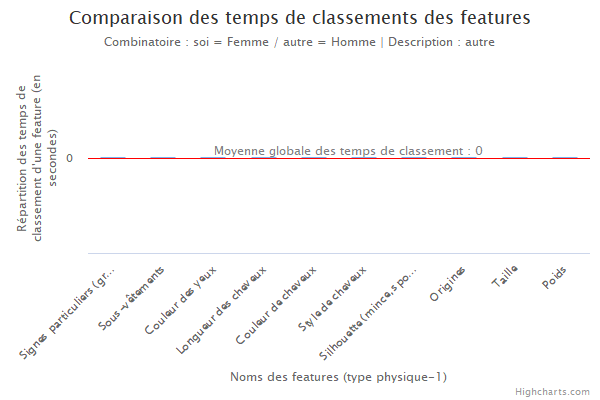 Comparaison des temps de classements des features
Combinatoire : soi = Femme / autre = Homme | Description : autre
Répartition des temps de
classement d'une feature (en
secondes)
0
Moyenne globale des temps de classement : 0
Signes particuliers (gr…
Sous-vêtements
Couleur des yeux
Longueur des cheveux
Couleur de cheveux
Style de cheveux
Silhouette (mince, s po…
Origines
Taille
Poids
Noms des features (type physique-1)
Highcharts.com